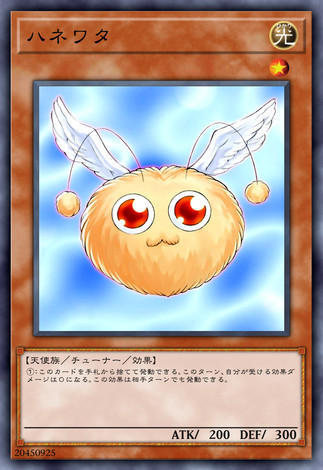 ハネワタ
光
【天使族／チューナー／効果】
①:このカードを手札から捨てて発動できる。このターン、自分が受ける効果ダ
メージは０になる。この効果は相手ターンでも発動できる。
ATK/ 200 DEF/ 300
20450925